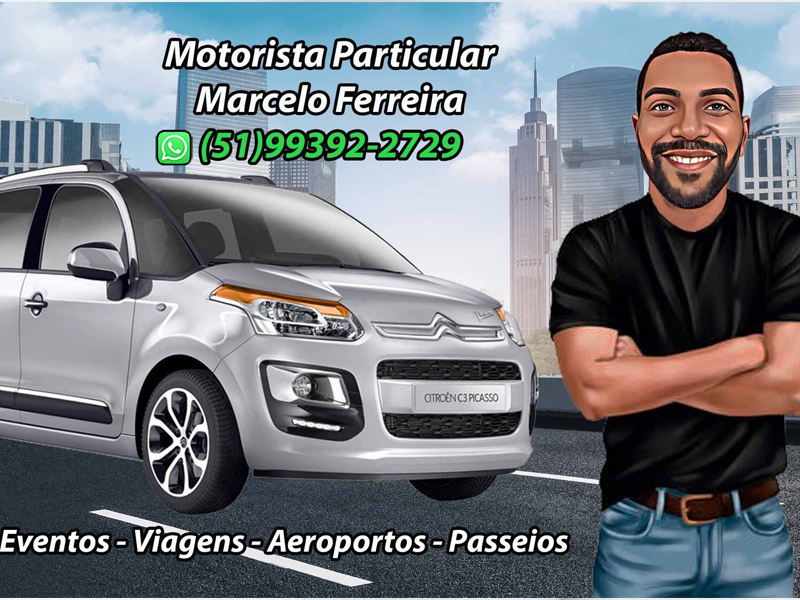 Motorista Particular
Marcelo Ferreira
(51)99392-2729
CITROËN C3 PICASSO
Eventos - Viagens - Aeroportos - Passeios